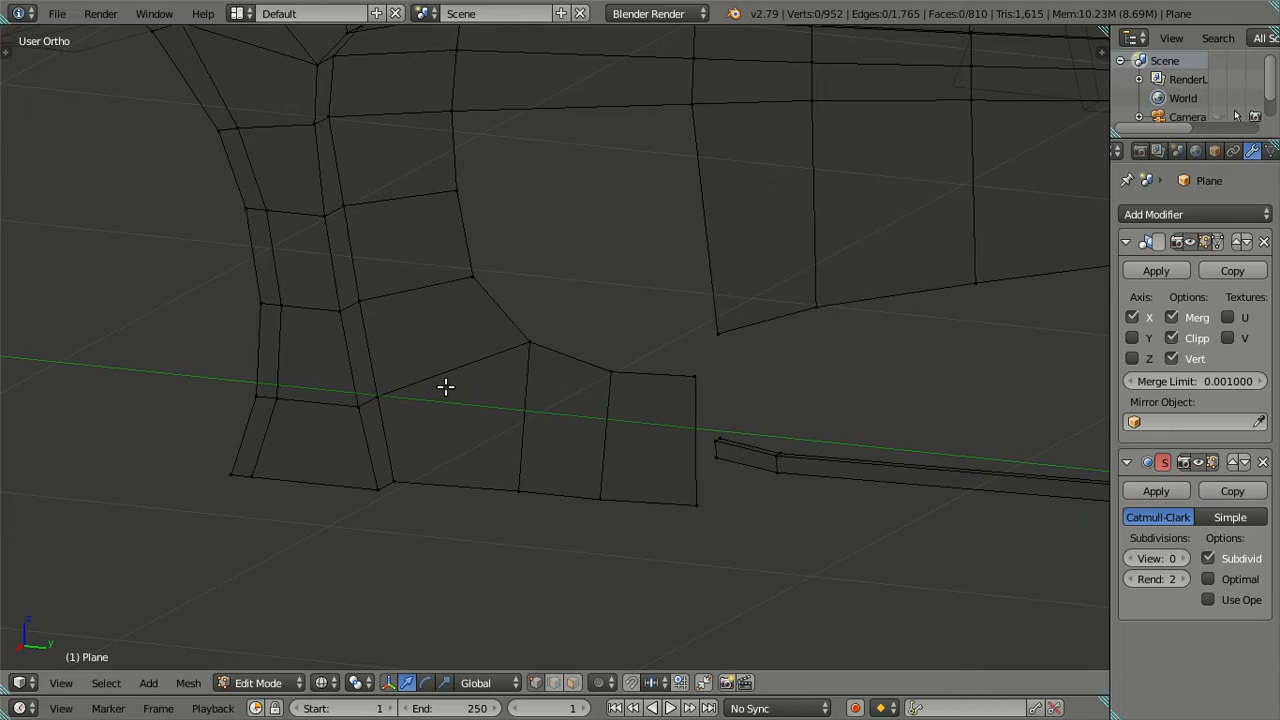 File Render Window Help Default Scene Blender Render v2.79 | Verts:0/952 | Edges:0/1,765 | Faces:0/810 | Tris:1,615 | Mem:10.23M (8.69M) | Plane
User Ortho
View Search All Sc
Scene
RenderL
World
Camera
Plane
Add Modifier
Apply Copy
Axis: Options: Textures:
X Merg U
Y Clipp V
Z Vert
Merge Limit: 0.001000
Mirror Object:
S
Apply Copy
Catmull-Clark Simple
Subdivisions: Options:
View: 0 Subdivid
Rend: 2 Optimal
Use Ope
z
y
(1) Plane
View Select Add Mesh Edit Mode Global
View Marker Frame Playback Start: 1 End: 250 1 No Sync